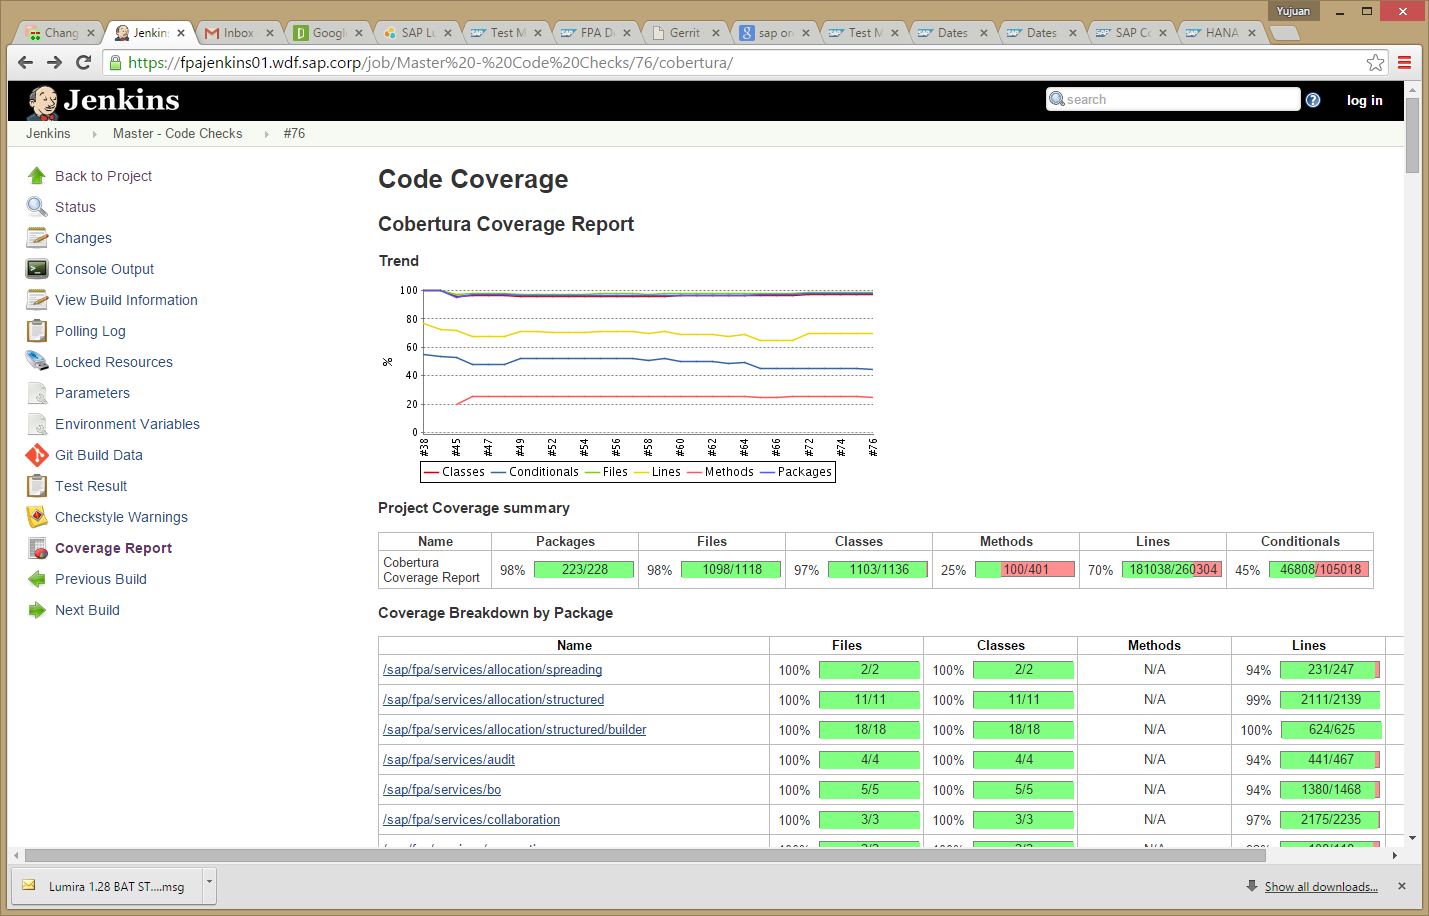 Yujuan
Chang
Jenkins
Inbox
Googl
SAP Lu
Test M
FPA D
Gerrit
sap or
Test M
Dates
Dates
SAP Co
HANA
https://fpajenkins01.wdf.sap.corp/job/Master%20-%20Code%20Checks/76/cobertura/
Jenkins
search
log in
Jenkins
Master - Code Checks
#76
Back to Project
Status
Changes
Console Output
View Build Information
Polling Log
Locked Resources
Parameters
Environment Variables
Git Build Data
Test Result
Checkstyle Warnings
Coverage Report
Previous Build
Next Build
Code Coverage
Cobertura Coverage Report
Trend
100
80
60
40
20
0
%
#38 #45 #47 #49 #52 #54 #56 #58 #60 #62 #64 #66 #72 #74 #76
Classes Conditionals Files Lines Methods Packages
Project Coverage summary
Name Packages Files Classes Methods Lines Conditionals
Cobertura Coverage Report 98% 223/228 98% 1098/1118 97% 1103/1136 25% 100/401 70% 181038/260304 45% 46808/105018
Coverage Breakdown by Package
Name Files Classes Methods Lines
/sap/fpa/services/allocation/spreading 100% 2/2 100% 2/2 N/A 94% 231/247
/sap/fpa/services/allocation/structured 100% 11/11 100% 11/11 N/A 99% 2111/2139
/sap/fpa/services/allocation/structured/builder 100% 18/18 100% 18/18 N/A 100% 624/625
/sap/fpa/services/audit 100% 4/4 100% 4/4 N/A 94% 441/467
/sap/fpa/services/bo 100% 5/5 100% 5/5 N/A 94% 1380/1468
/sap/fpa/services/collaboration 100% 3/3 100% 3/3 N/A 97% 2175/2235
Lumira 1.28 BAT ST....msg
Show all downloads...